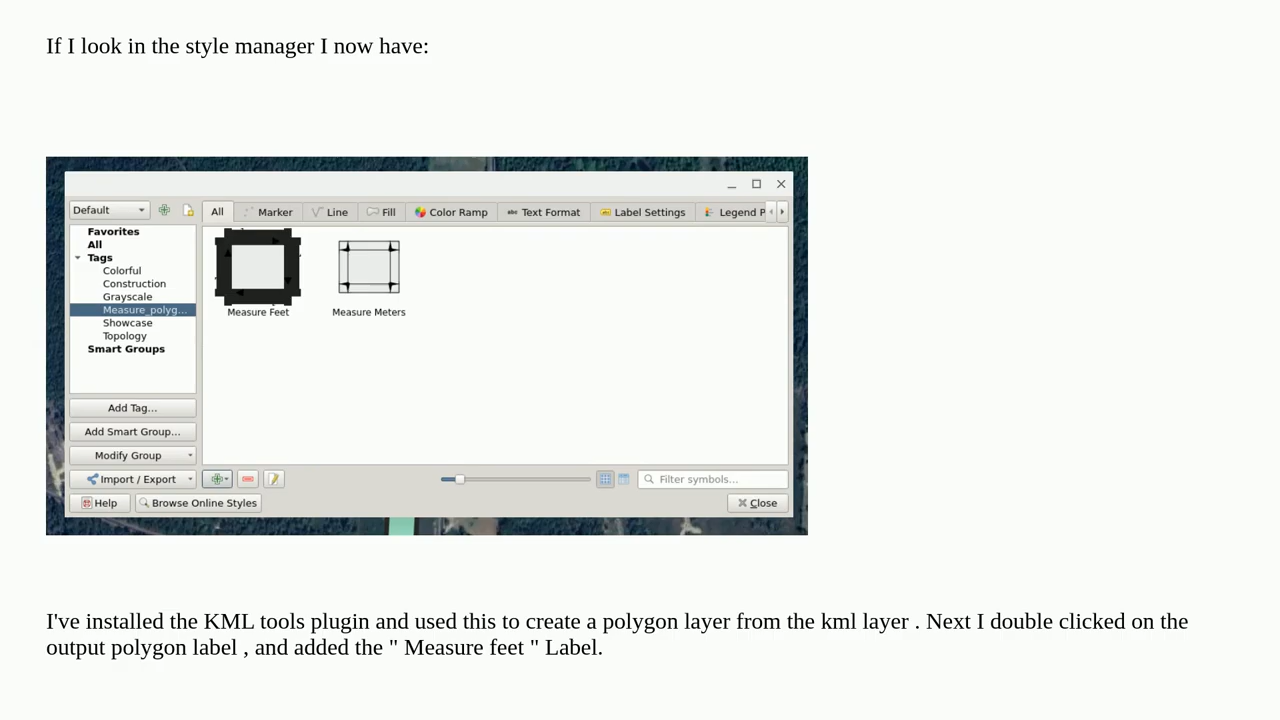 If I look in the style manager I now have:
Default
All
Marker
Line
Fill
Color Ramp
abc Text Format
abc Label Settings
Legend P
Favorites
All
Tags
Colorful
Construction
Grayscale
Measure_polyg...
Showcase
Topology
Smart Groups
Measure Feet
Measure Meters
Add Tag...
Add Smart Group...
Modify Group
Import / Export
Filter symbols...
Help
Browse Online Styles
Close
I've installed the KML tools plugin and used this to create a polygon layer from the kml layer . Next I double clicked on the
output polygon label , and added the " Measure feet " Label.